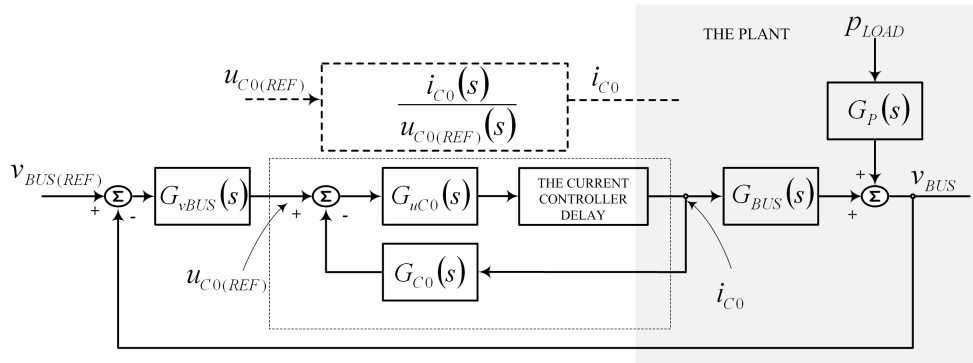 THE PLANT
p_LOAD
u_C0(REF)
i_C0(s)
u_C0(REF)(s)
i_C0
G_P(s)
v_BUS(REF)
+
Σ
-
G_vBUS(s)
+
Σ
-
G_uC0(s)
THE CURRENT
CONTROLLER
DELAY
G_BUS(s)
+
+
Σ
v_BUS
G_C0(s)
u_C0(REF)
i_C0